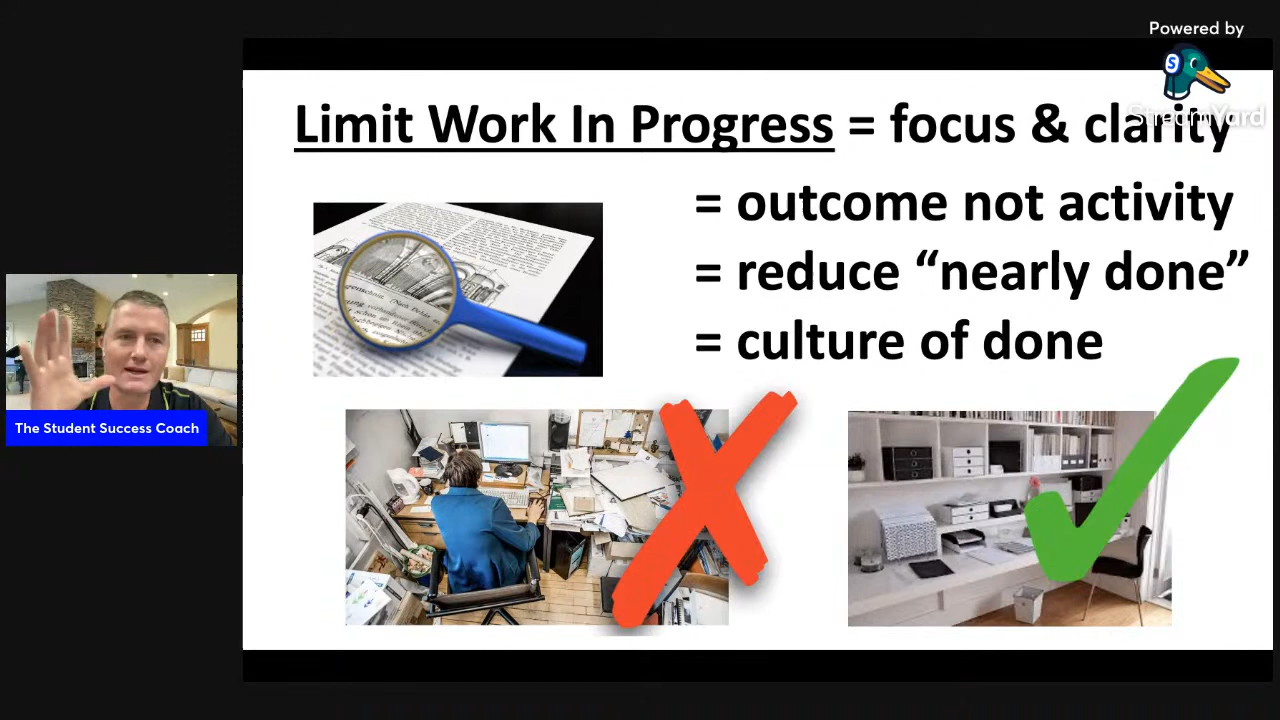 Powered by
StreamYard
Limit Work In Progress = focus & clarity
= outcome not activity
= reduce “nearly done”
= culture of done
The Student Success Coach